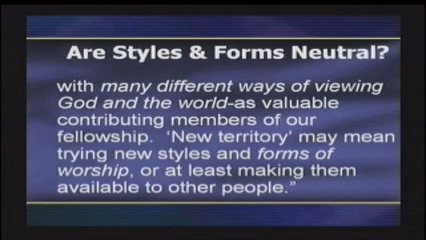 Are Styles & Forms Neutral?
with many different ways of viewing
God and the world-as valuable
contributing members of our
fellowship. 'New territory' may mean
trying new styles and forms of
worship, or at least making them
available to other people."